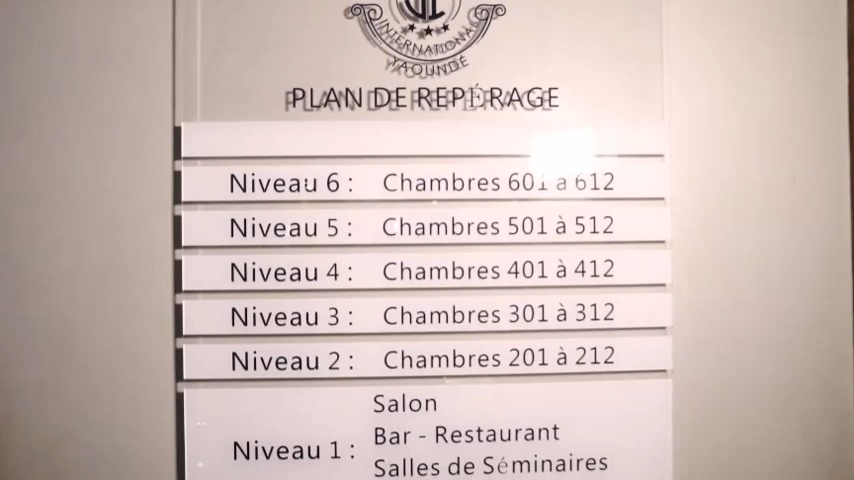 INTERNATIONAL
YAOUNDÉ
PLAN DE REPÉRAGE
Niveau 6 : Chambres 601 à 612
Niveau 5 : Chambres 501 à 512
Niveau 4 : Chambres 401 à 412
Niveau 3 : Chambres 301 à 312
Niveau 2 : Chambres 201 à 212
Salon
Niveau 1 : Bar - Restaurant
Salles de Séminaires